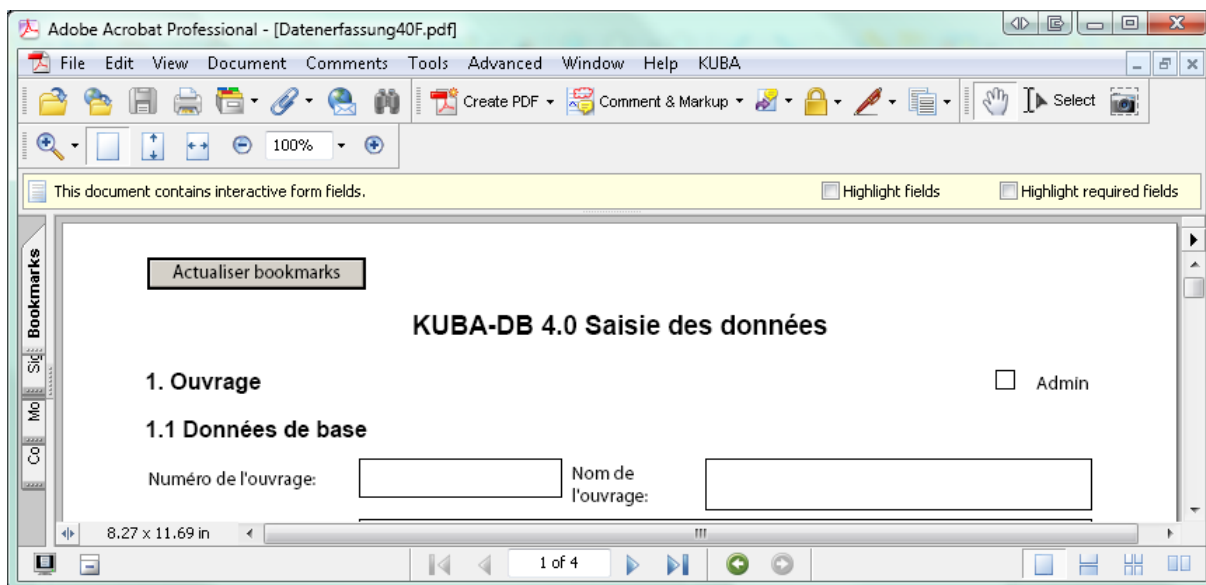 Adobe Acrobat Professional - [Datenerfassung40F.pdf]
File Edit View Document Comments Tools Advanced Window Help KUBA
Create PDF Comment & Markup Select
100%
This document contains interactive form fields. Highlight fields Highlight required fields
Bookmarks
Sig
Mo
Co
Actualiser bookmarks
KUBA-DB 4.0 Saisie des données
1. Ouvrage Admin
1.1 Données de base
Numéro de l'ouvrage: Nom de
l'ouvrage:
8.27 x 11.69 in
1 of 4